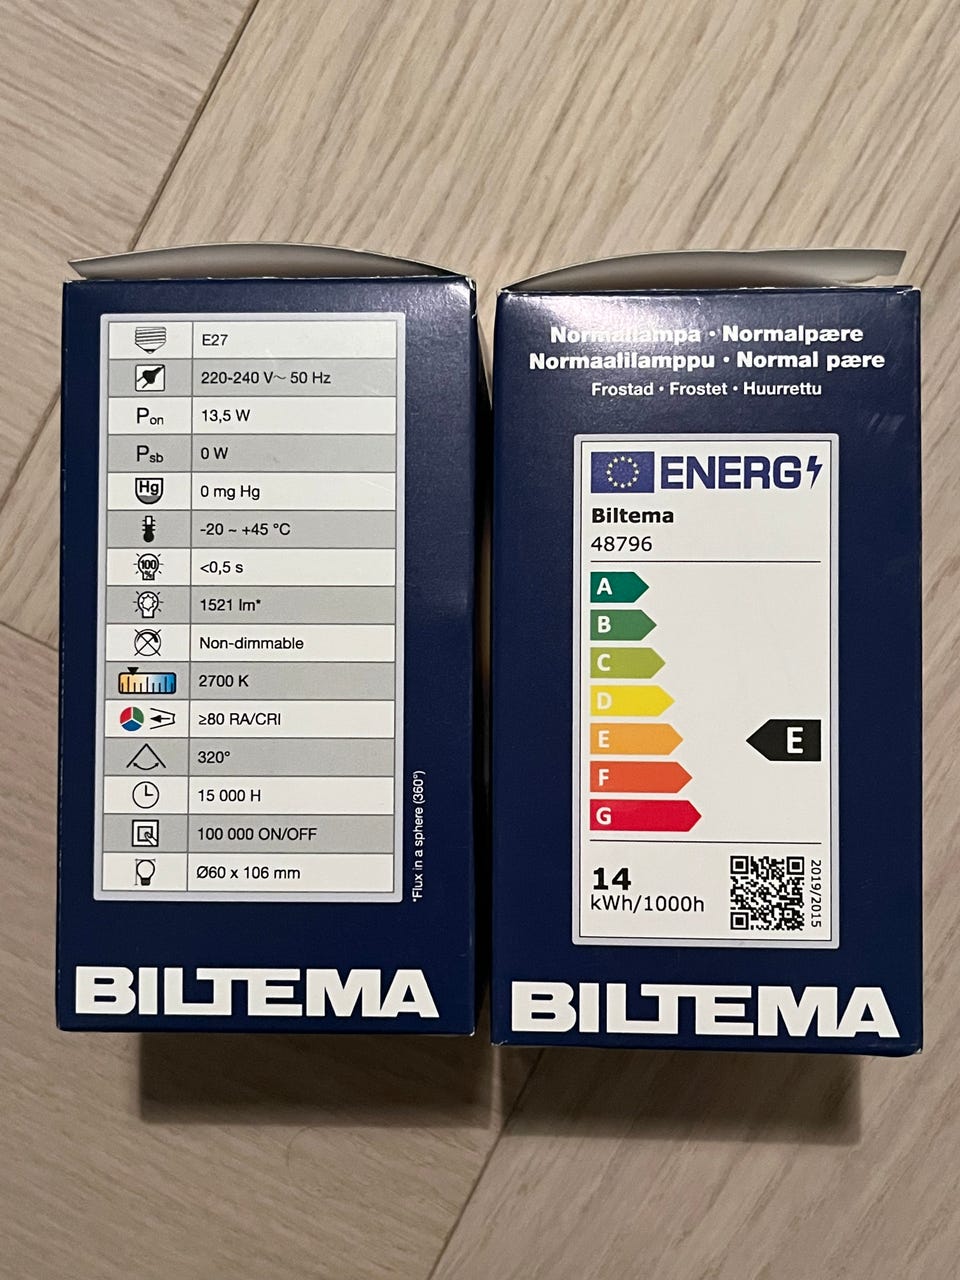 E27
220-240 V~ 50 Hz
Pon 13,5 W
Psb 0 W
Hg 0 mg Hg
-20 ~ +45 °C
100% <0,5 s
1521 lm*
Non-dimmable
2700 K
≥80 RA/CRI
320°
15 000 H
100 000 ON/OFF
Ø60 x 106 mm
*Flux in a sphere (360°)
BILTEMA
Normallampa · Normalpære
Normaalilamppu · Normal pære
Frostad · Frostet · Huurrettu
ENERG
Biltema
48796
A
B
C
D
E
E
F
G
14
kWh/1000h
2019/2015
BILTEMA